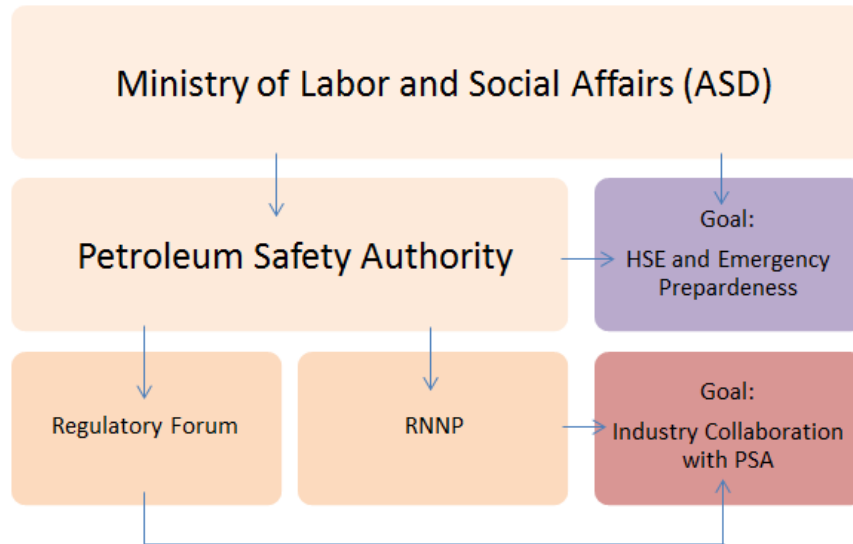 Ministry of Labor and Social Affairs (ASD)
Petroleum Safety Authority
Goal:
HSE and Emergency
Prepardeness
Regulatory Forum
RNNP
Goal:
Industry Collaboration
with PSA